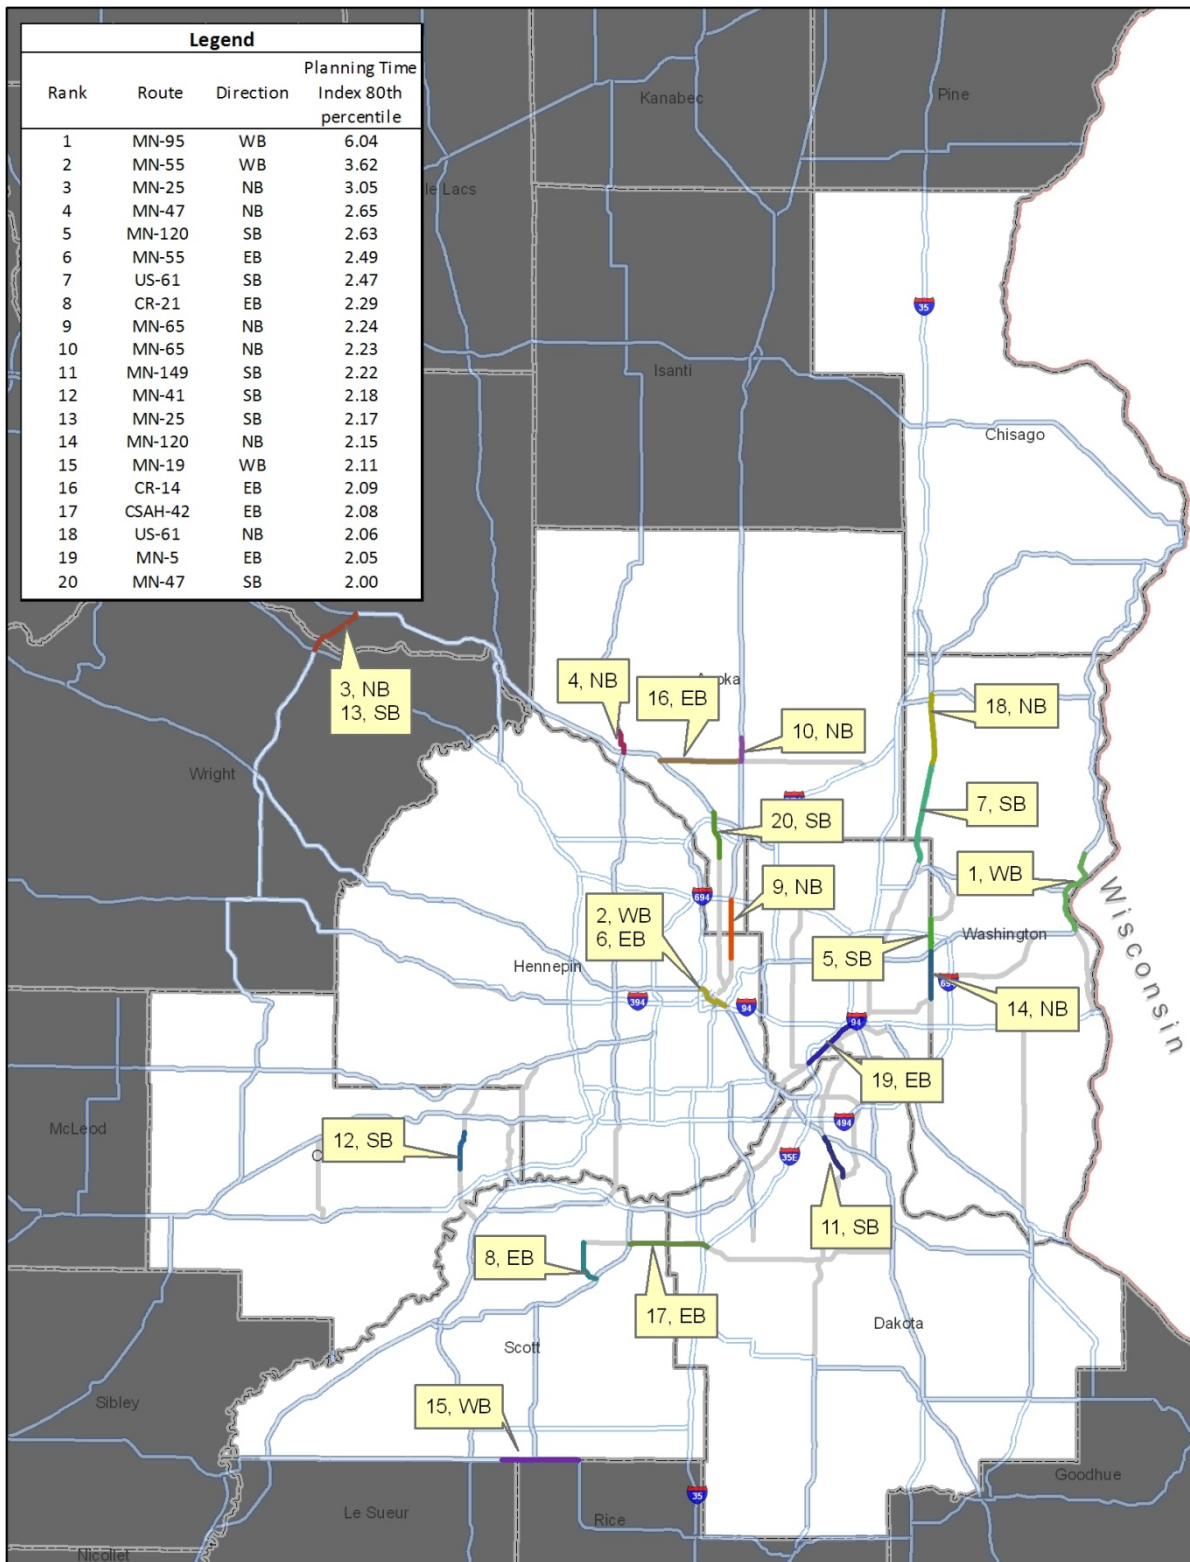 Legend
Rank Route Direction Planning Time Index 80th percentile
1 MN-95 WB 6.04
2 MN-55 WB 3.62
3 MN-25 NB 3.05
4 MN-47 NB 2.65
5 MN-120 SB 2.63
6 MN-55 EB 2.49
7 US-61 SB 2.47
8 CR-21 EB 2.29
9 MN-65 NB 2.24
10 MN-65 NB 2.23
11 MN-149 SB 2.22
12 MN-41 SB 2.18
13 MN-25 SB 2.17
14 MN-120 NB 2.15
15 MN-19 WB 2.11
16 CR-14 EB 2.09
17 CSAH-42 EB 2.08
18 US-61 NB 2.06
19 MN-5 EB 2.05
20 MN-47 SB 2.00
Kanabec
Pine
le Lacs
35
Isanti
Chisago
3, NB
13, SB
4, NB
16, EB
10, NB
18, NB
Wright
7, SB
20, SB
1, WB
694
9, NB
2, WB
6, EB
Wisconsin
5, SB
Washington
Hennepin
394
94
14, NB
94
19, EB
McLeod
12, SB
494
35E
11, SB
8, EB
17, EB
Dakota
Scott
Sibley
15, WB
Goodhue
35
Le Sueur
Rice
Nicollet